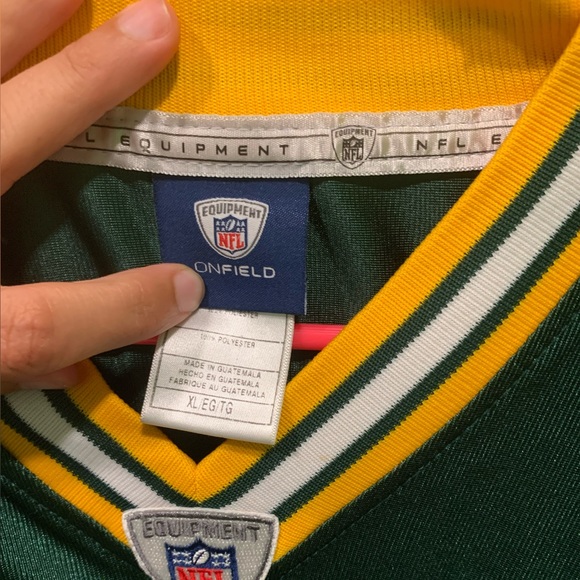 L EQUIPMENT
EQUIPMENT
NFL
NFL E
EQUIPMENT
NFL
ONFIELD
POLYESTER
MADE IN GUATEMALA
HECHO EN GUATEMALA
FABRIQUE AU GUATEMALA
XL/EG/TG
EQUIPMENT
NFL